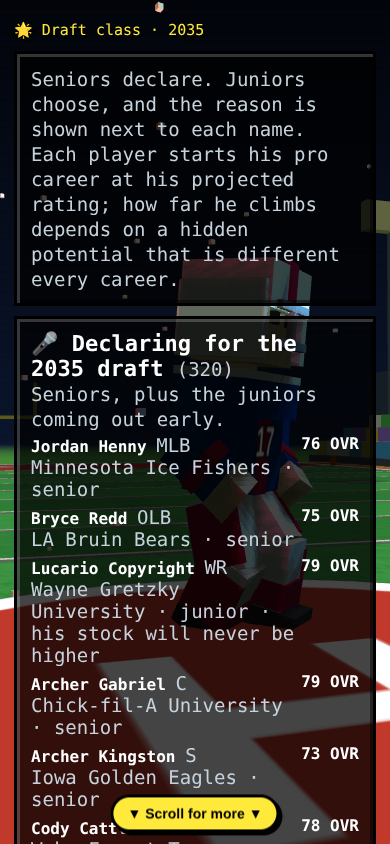 🌟 Draft class · 2035
Seniors declare. Juniors
choose, and the reason is
shown next to each name.
Each player starts his pro
career at his projected
rating; how far he climbs
depends on a hidden
potential that is different
every career.
🎤 Declaring for the
2035 draft (320)
Seniors, plus the juniors
coming out early.
Jordan Henny MLB 76 OVR
Minnesota Ice Fishers ·
senior
Bryce Redd OLB 75 OVR
LA Bruin Bears · senior
Lucario Copyright WR 79 OVR
Wayne Gretzky
University · junior ·
his stock will never be
higher
Archer Gabriel C 79 OVR
Chick-fil-A University
· senior
Archer Kingston S 73 OVR
Iowa Golden Eagles ·
senior
Cody 78 OVR
▼ Scroll for more ▼
17